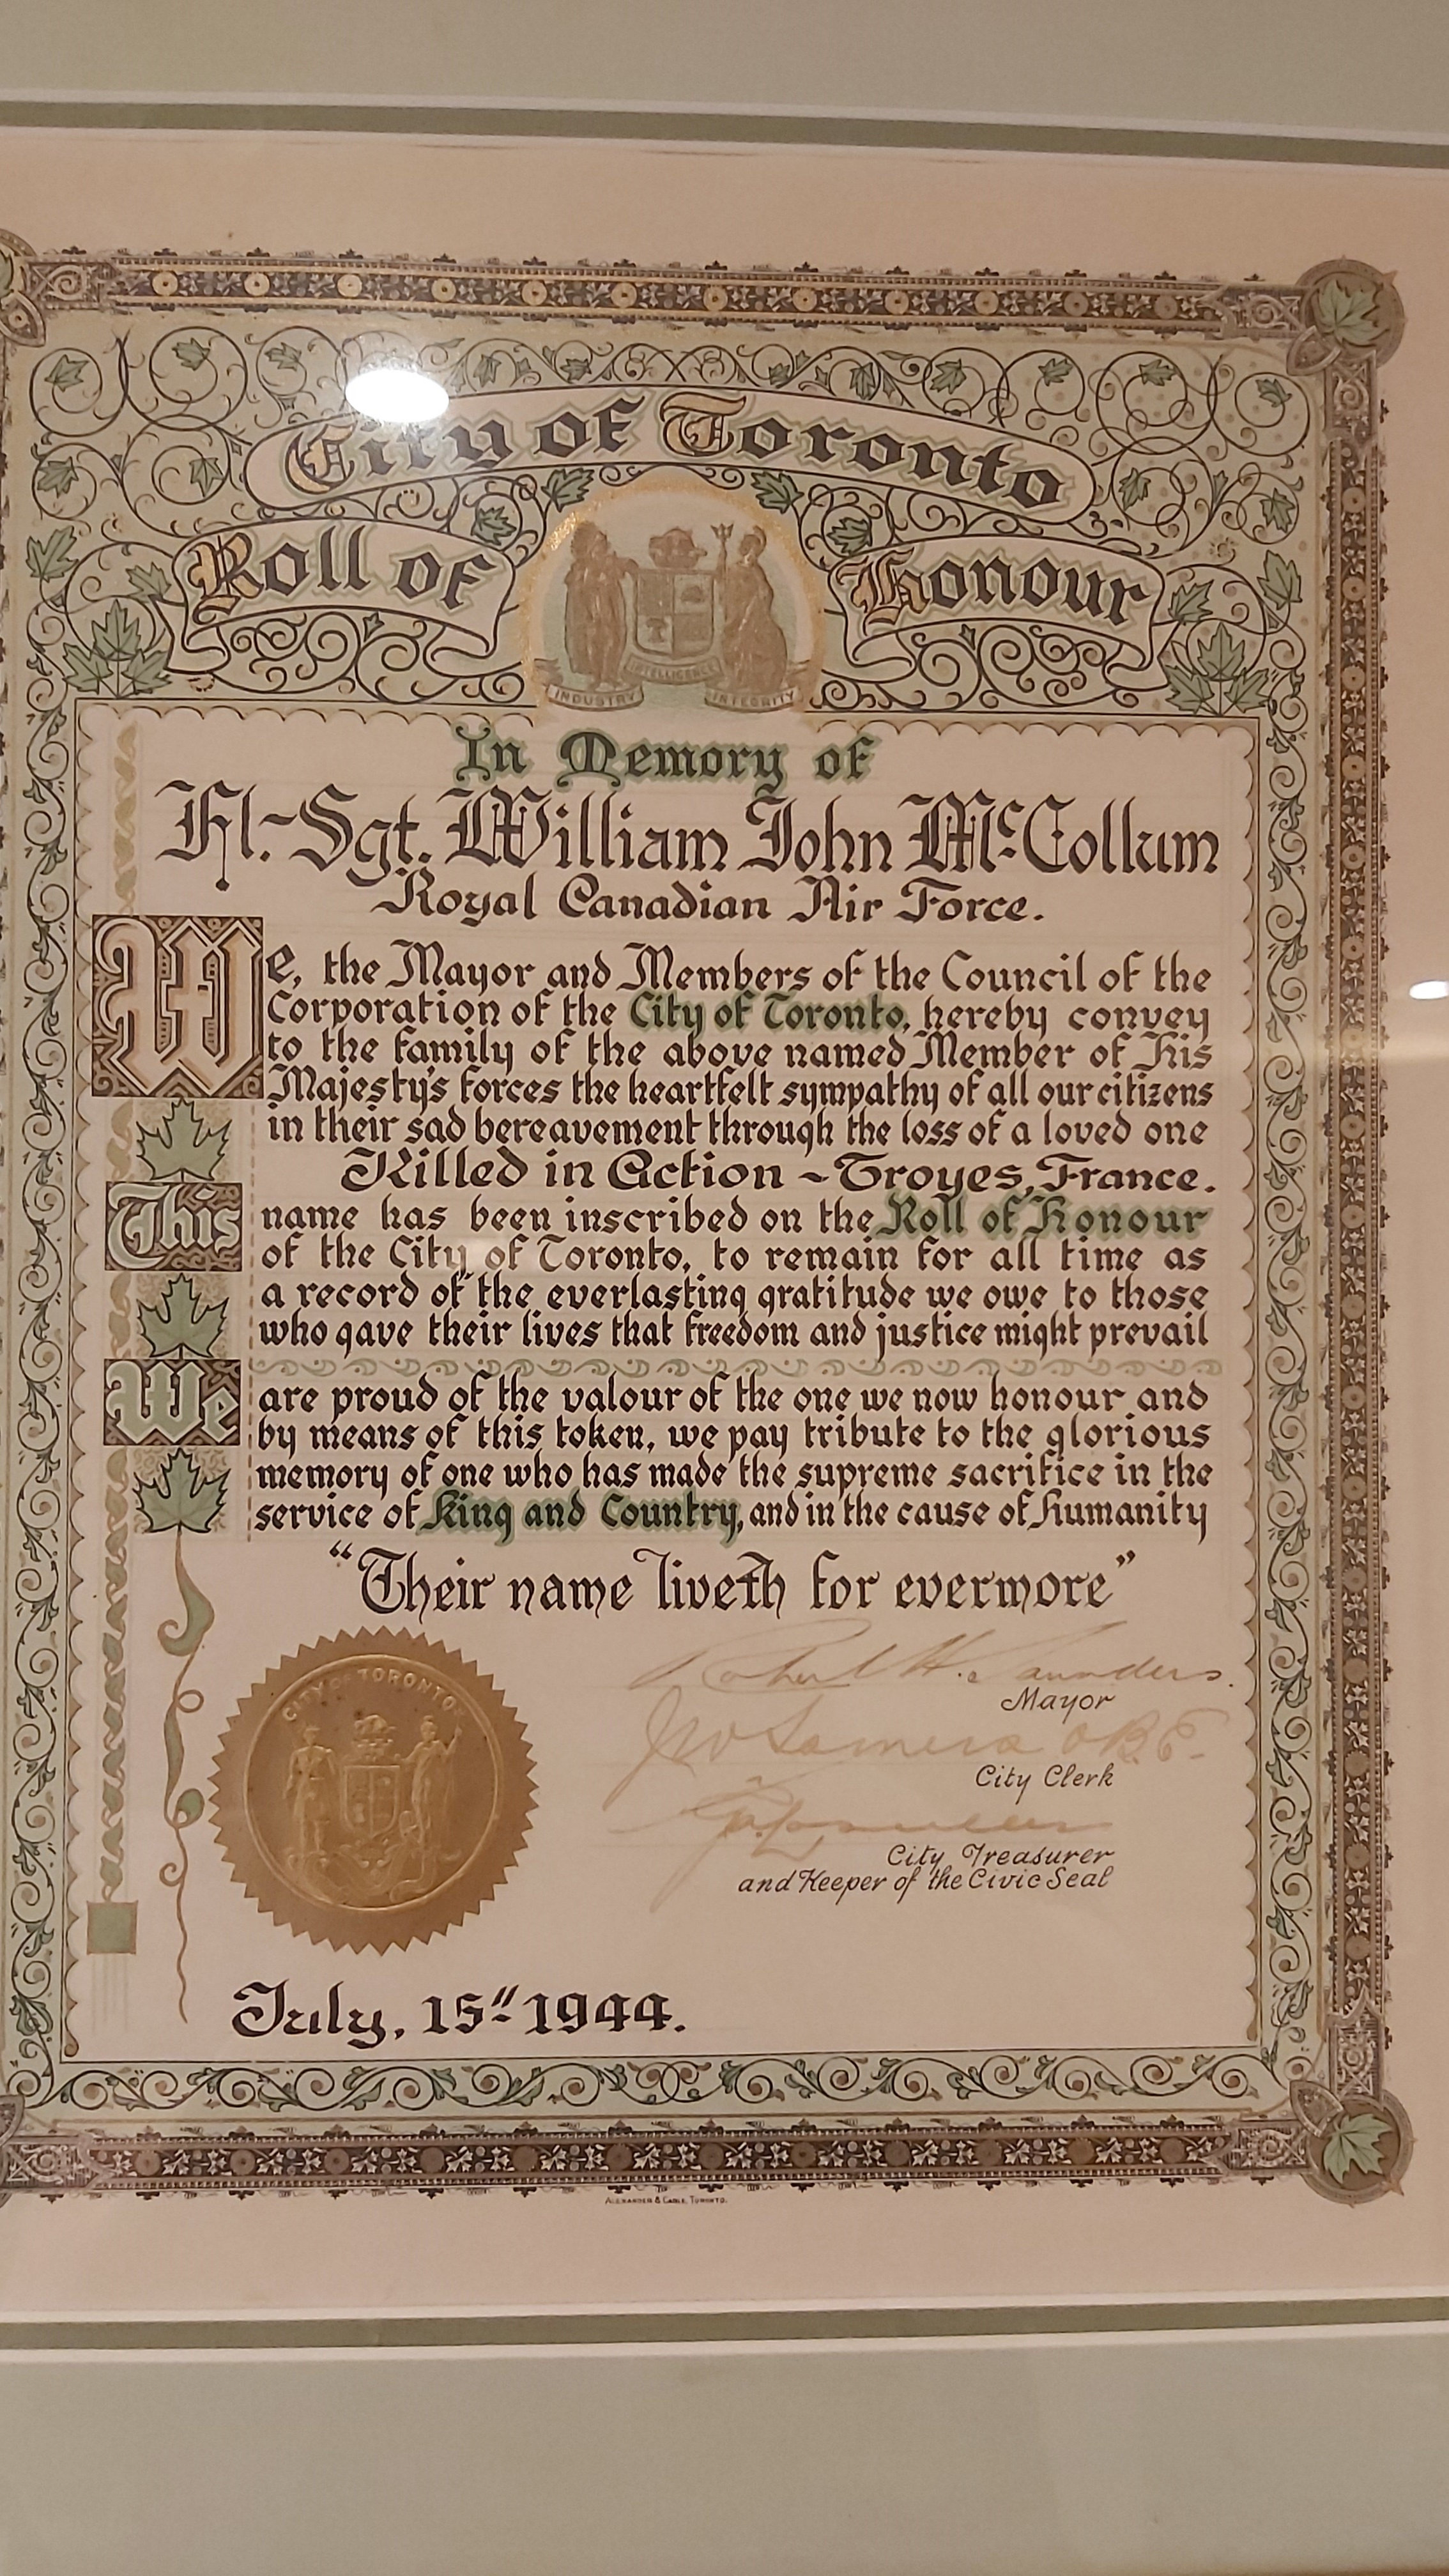 City of Toronto
Roll of Honour
INDUSTRY INTELLIGENCE INTEGRITY
In Memory of
Fl.-Sgt. William John McCollum
Royal Canadian Air Force.
We, the Mayor and Members of the Council of the
Corporation of the City of Toronto, hereby convey
to the family of the above named Member of His
Majesty's forces the heartfelt sympathy of all our citizens
in their sad bereavement through the loss of a loved one
Killed in Action ~ Troyes, France.
This name has been inscribed on the Roll of Honour
of the City of Toronto, to remain for all time as
a record of the everlasting gratitude we owe to those
who gave their lives that freedom and justice might prevail
We are proud of the valour of the one we now honour and
by means of this token, we pay tribute to the glorious
memory of one who has made the supreme sacrifice in the
service of King and Country, and in the cause of humanity
"Their name liveth for evermore"
CITY OF TORONTO
Robert H. Saunders.
Mayor
J W Somers O.B.E.
City Clerk
City Treasurer
and Keeper of the Civic Seal
July, 15" 1944.
ALEXANDER & CABLE, TORONTO.